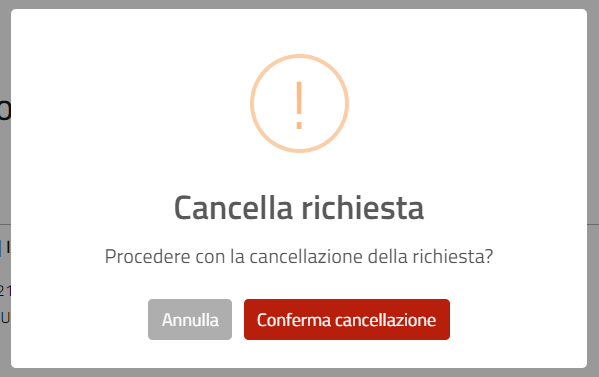 Cancella richiesta
Procedere con la cancellazione della richiesta?
Annulla
Conferma cancellazione